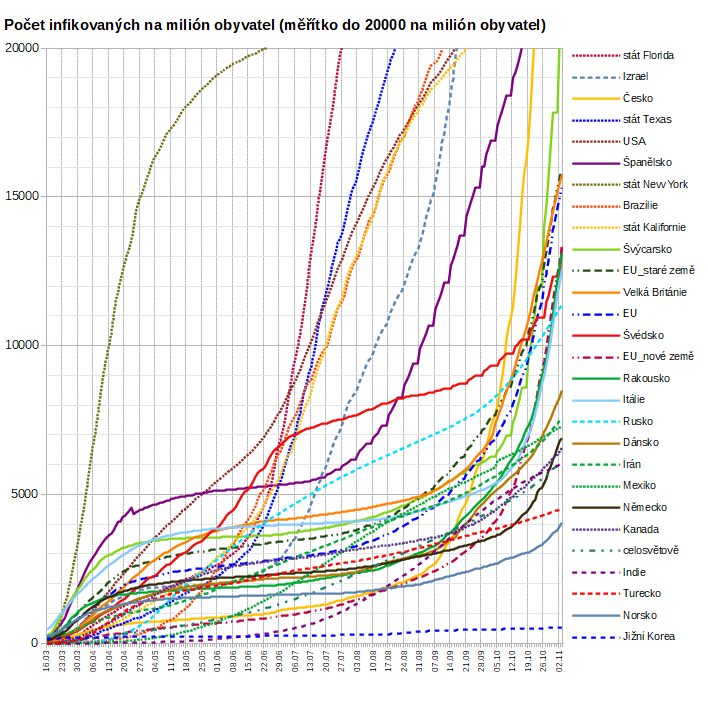 Počet infikovaných na milión obyvatel (měřítko do 20000 na milión obyvatel)
20000
15000
10000
5000
0
16.03
23.03
30.03
06.04
13.04
20.04
27.04
04.05
11.05
18.05
25.05
01.06
08.06
15.06
22.06
29.06
06.07
13.07
20.07
27.07
03.08
10.08
17.08
24.08
31.08
07.09
14.09
21.09
28.09
05.10
12.10
19.10
26.10
02.11
stát Florida
Izrael
Česko
stát Texas
USA
Španělsko
stát New York
Brazílie
stát Kalifornie
Švýcarsko
EU_staré země
Velká Británie
EU
Švédsko
EU_nové země
Rakousko
Itálie
Rusko
Dánsko
Irán
Mexiko
Německo
Kanada
celosvětově
Indie
Turecko
Norsko
Jižní Korea